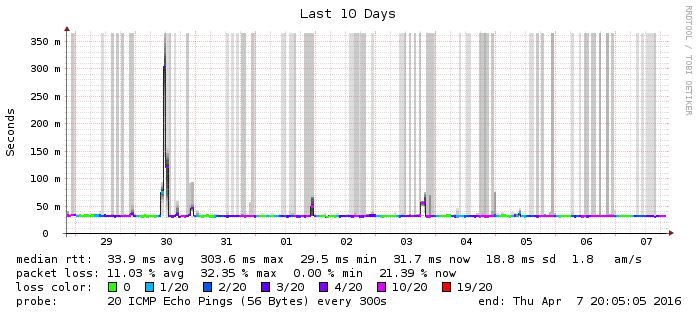 Last 10 Days
RRDTOOL / TOBI OETIKER
Seconds
350 m
300 m
250 m
200 m
150 m
100 m
50 m
0
29 30 31 01 02 03 04 05 06 07
median rtt: 33.9 ms avg 303.6 ms max 29.5 ms min 31.7 ms now 18.8 ms sd 1.8 am/s
packet loss: 11.03 % avg 32.35 % max 0.00 % min 21.39 % now
loss color: 0 1/20 2/20 3/20 4/20 10/20 19/20
probe: 20 ICMP Echo Pings (56 Bytes) every 300s end: Thu Apr 7 20:05:05 2016